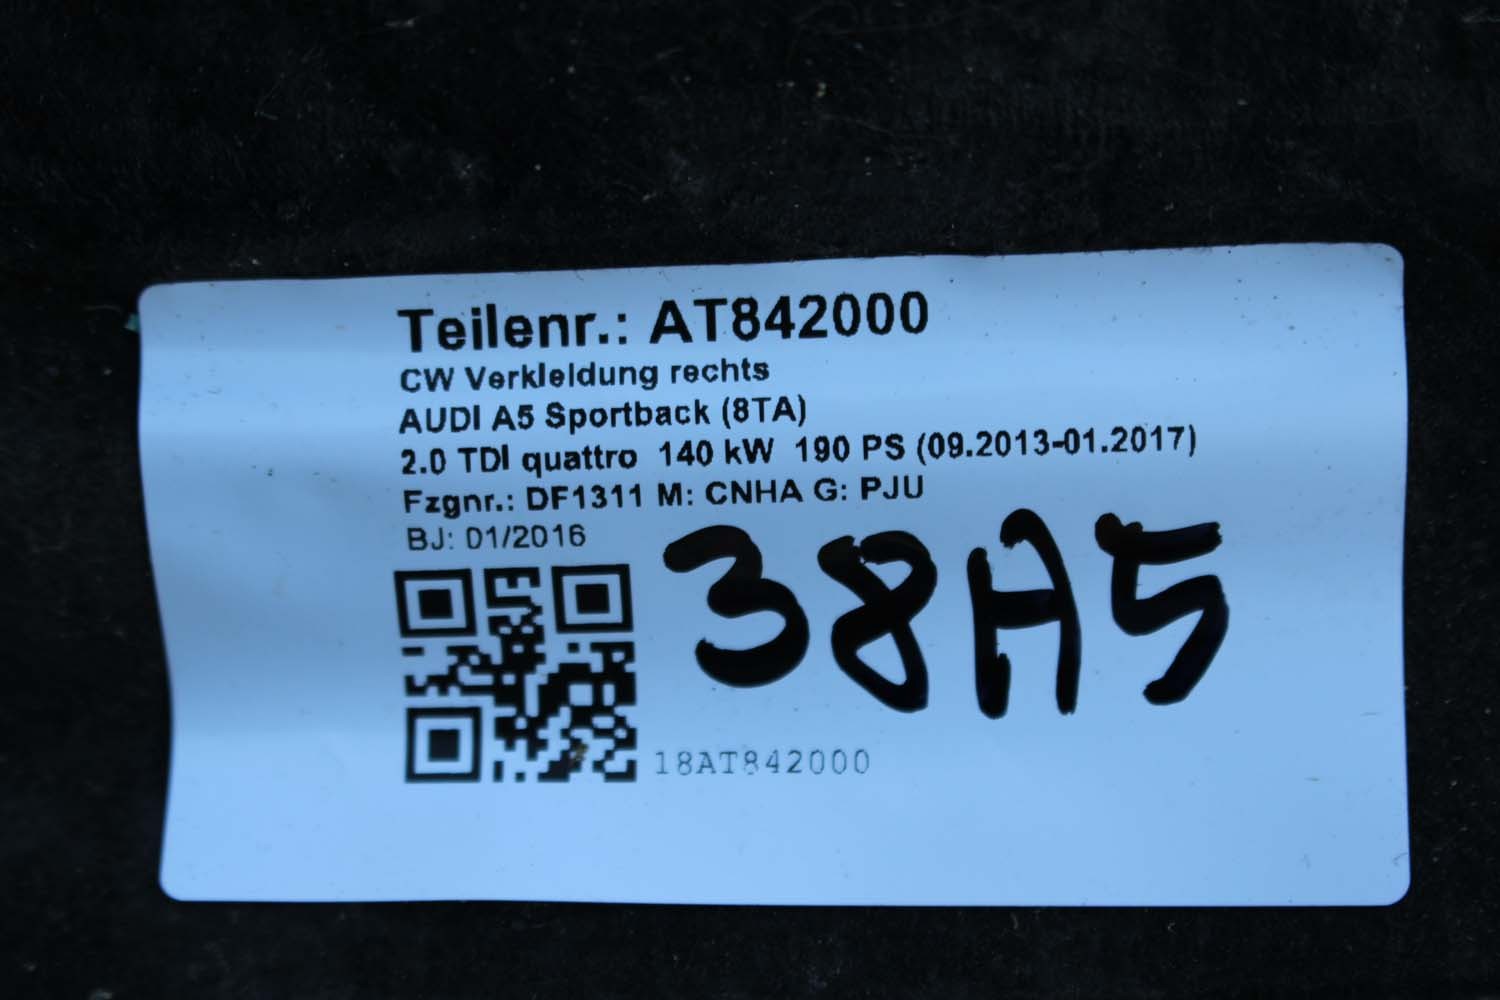 Teilenr.: AT842000
CW Verkleidung rechts
AUDI A5 Sportback (8TA)
2.0 TDI quattro 140 kW 190 PS (09.2013-01.2017)
Fzgnr.: DF1311 M: CNHA G: PJU
BJ: 01/2016
38A5
18AT842000